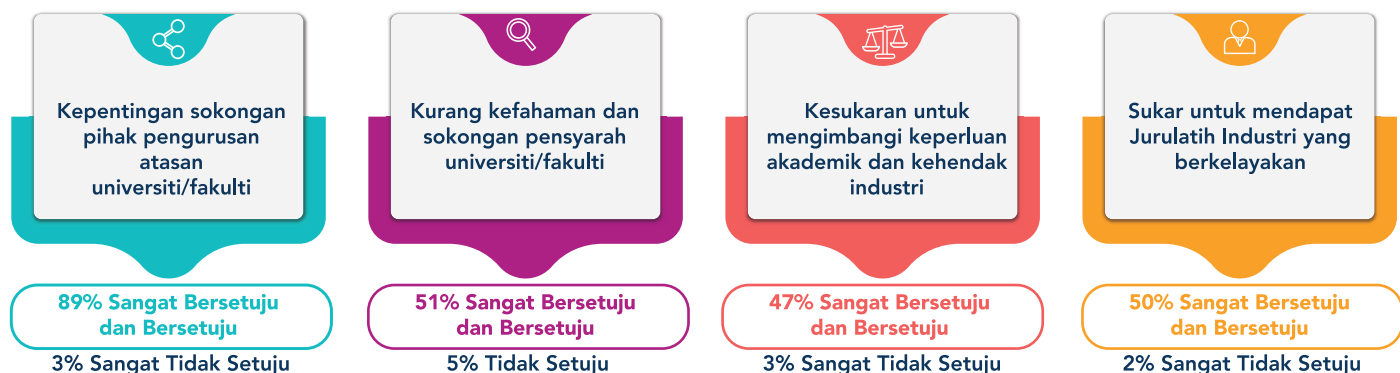 Kepentingan sokongan
pihak pengurusan
atasan
universiti/fakulti
89% Sangat Bersetuju
dan Bersetuju
3% Sangat Tidak Setuju
Kurang kefahaman dan
sokongan pensyarah
universiti/fakulti
51% Sangat Bersetuju
dan Bersetuju
5% Tidak Setuju
Kesukaran untuk
mengimbangi keperluan
akademik dan kehendak
industri
47% Sangat Bersetuju
dan Bersetuju
3% Sangat Tidak Setuju
Sukar untuk mendapat
Jurulatih Industri yang
berkelayakan
50% Sangat Bersetuju
dan Bersetuju
2% Sangat Tidak Setuju